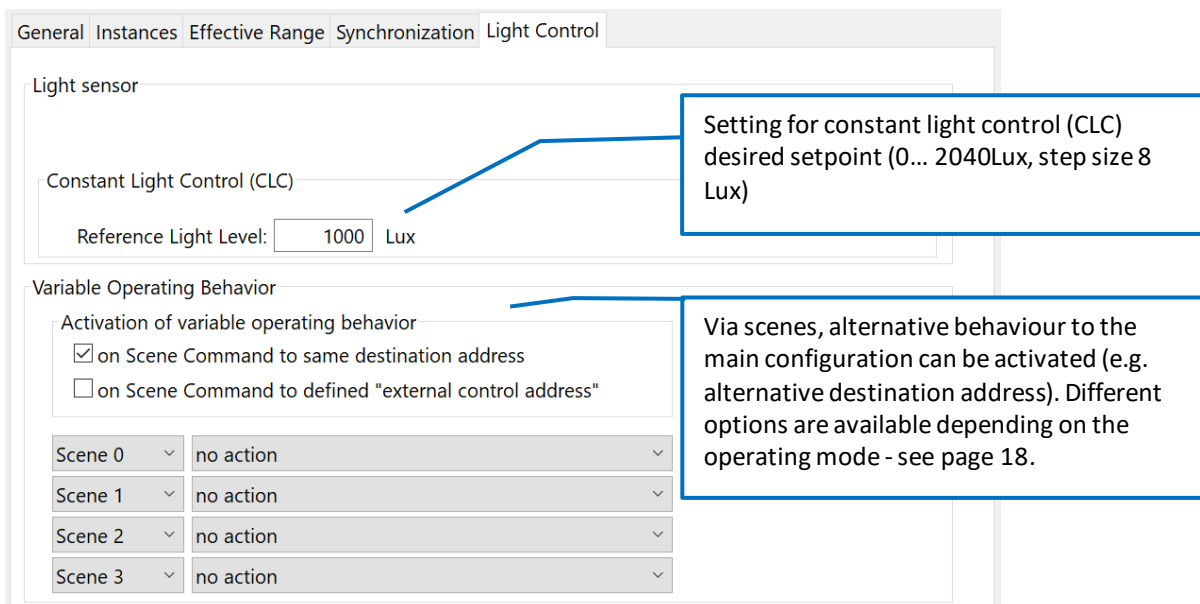 General Instances Effective Range Synchronization Light Control
Light sensor
Setting for constant light control (CLC)
desired setpoint (0... 2040Lux, step size 8
Lux)
Constant Light Control (CLC)
Reference Light Level: 1000 Lux
Variable Operating Behavior
Activation of variable operating behavior
on Scene Command to same destination address
on Scene Command to defined "external control address"
Via scenes, alternative behaviour to the
main configuration can be activated (e.g.
alternative destination address). Different
options are available depending on the
operating mode - see page 18.
Scene 0 no action
Scene 1 no action
Scene 2 no action
Scene 3 no action